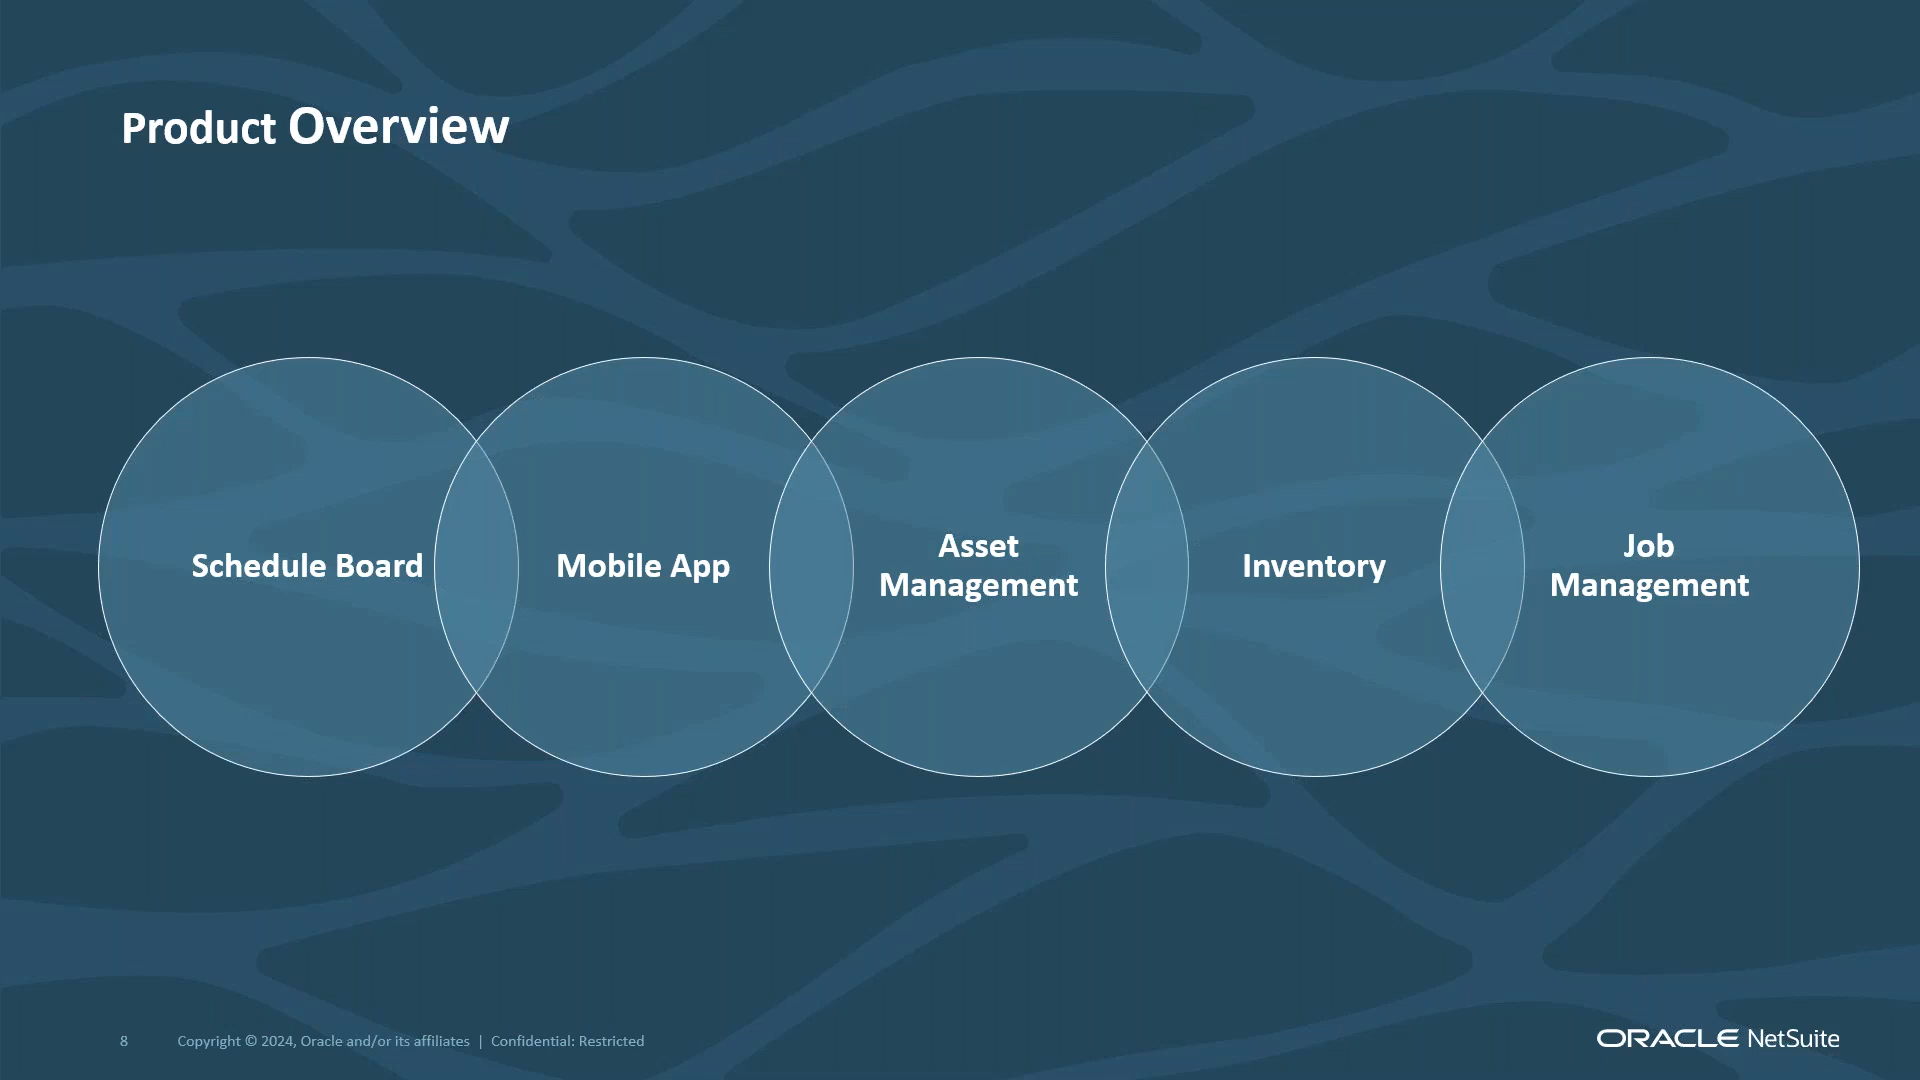 Product Overview
Schedule Board
Mobile App
Asset
Management
Inventory
Job
Management
8 Copyright © 2024, Oracle and/or its affiliates | Confidential: Restricted
ORACLE NetSuite